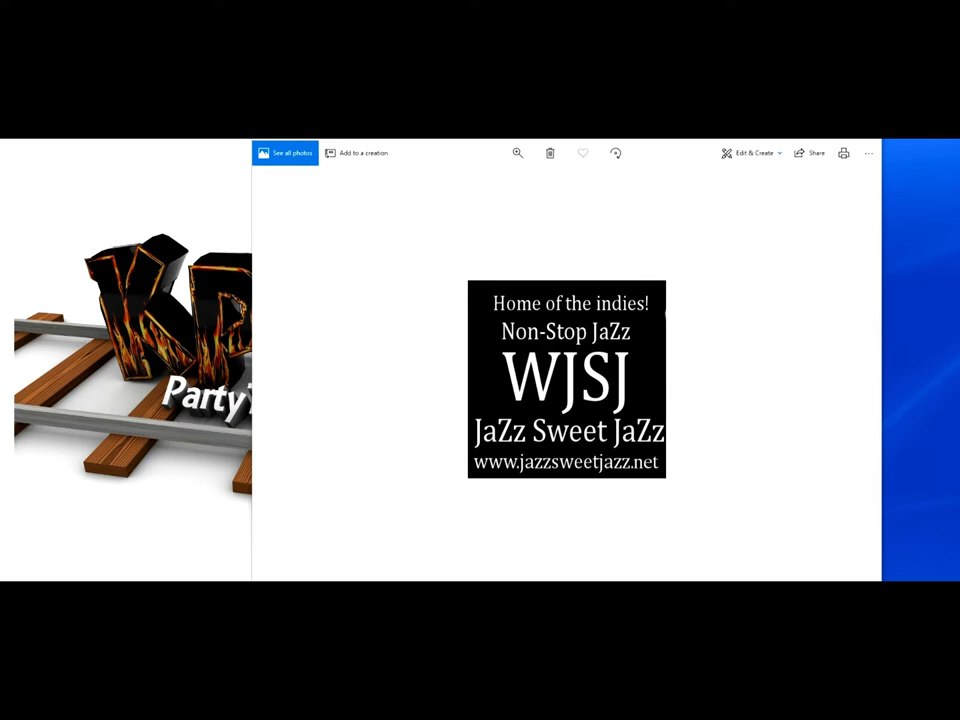 See all photos
Add to a creation
Edit & Create
Share
Home of the indies!
Non-Stop JaZz
WJSJ
JaZz Sweet JaZz
www.jazzsweetjazz.net
Party